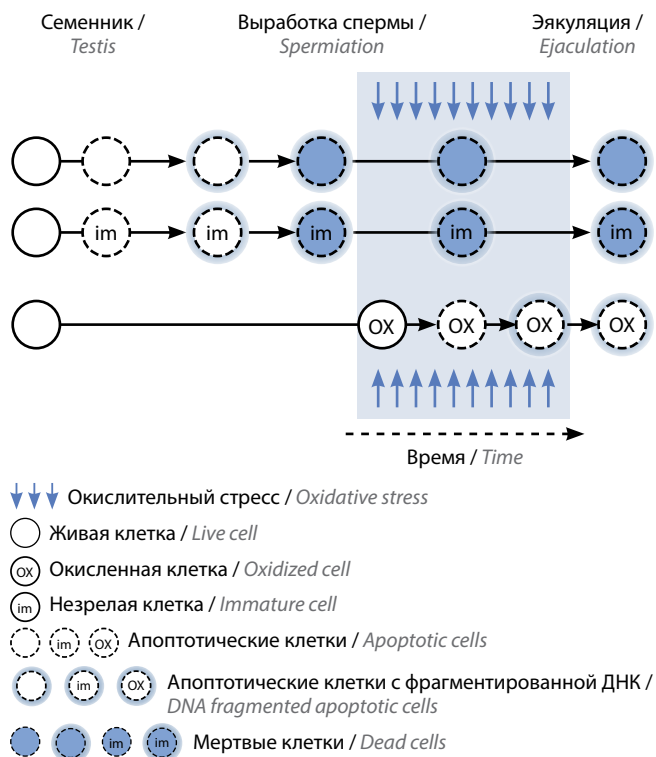 Семенник / Выработка спермы / Эякуляция /
Testis Spermiation Ejaculation
im im im im im
OX OX OX OX
Время / Time
Окислительный стресс / Oxidative stress
Живая клетка / Live cell
OX Окисленная клетка / Oxidized cell
im Незрелая клетка / Immature cell
im OX Апоптотические клетки / Apoptotic cells
im OX Апоптотические клетки с фрагментированной ДНК /
DNA fragmented apoptotic cells
im im Мертвые клетки / Dead cells